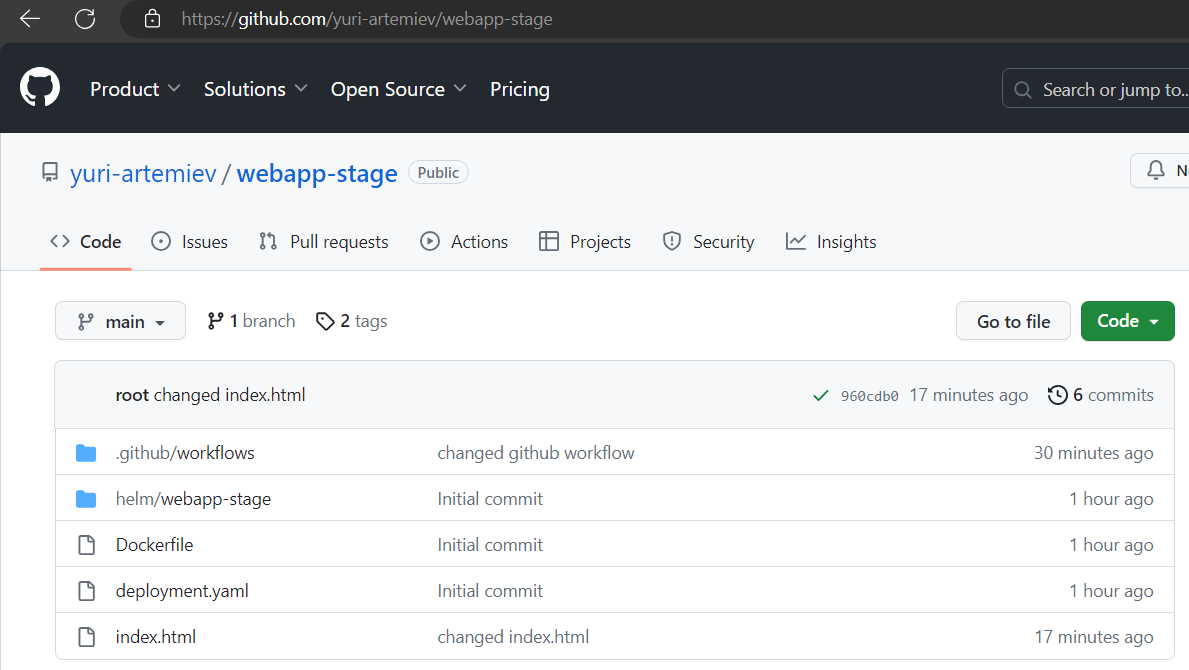 https://github.com/yuri-artemiev/webapp-stage
Product Solutions Open Source Pricing Search or jump to...
yuri-artemiev / webapp-stage Public
Code Issues Pull requests Actions Projects Security Insights
main 1 branch 2 tags Go to file Code
root changed index.html 960cdb0 17 minutes ago 6 commits
.github/workflows changed github workflow 30 minutes ago
helm/webapp-stage Initial commit 1 hour ago
Dockerfile Initial commit 1 hour ago
deployment.yaml Initial commit 1 hour ago
index.html changed index.html 17 minutes ago